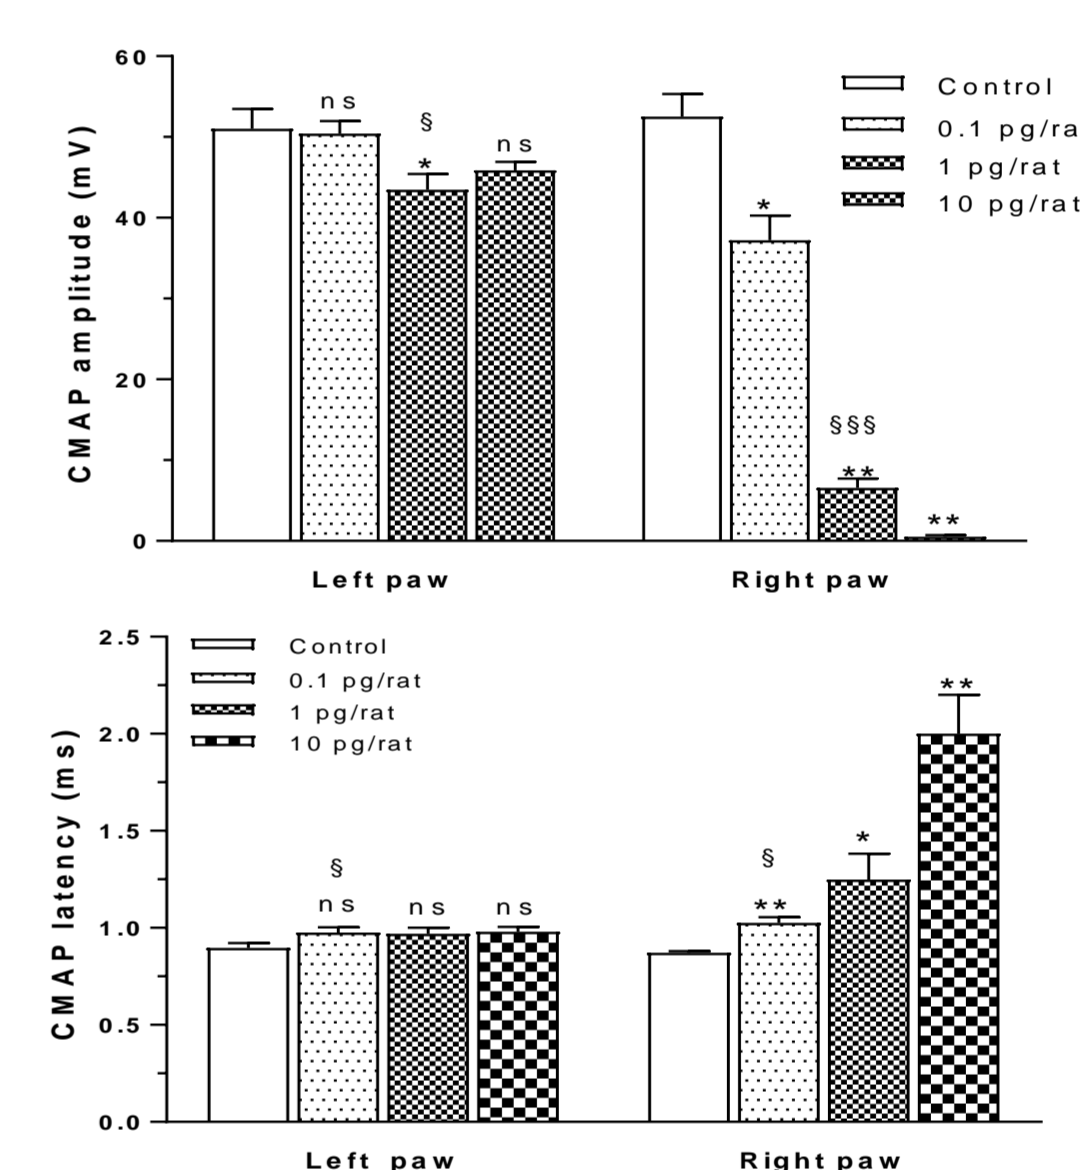 CMAP amplitude (mV)
60
40
20
0
ns
§
*
ns
*
§§§
**
**
Control
0.1 pg/ra
1 pg/rat
10 pg/rat
Left paw
Right paw
CMAP latency (ms)
2.5
2.0
1.5
1.0
0.5
0.0
Control
0.1 pg/rat
1 pg/rat
10 pg/rat
§
ns
ns
ns
§
**
*
**
Left paw
Right paw